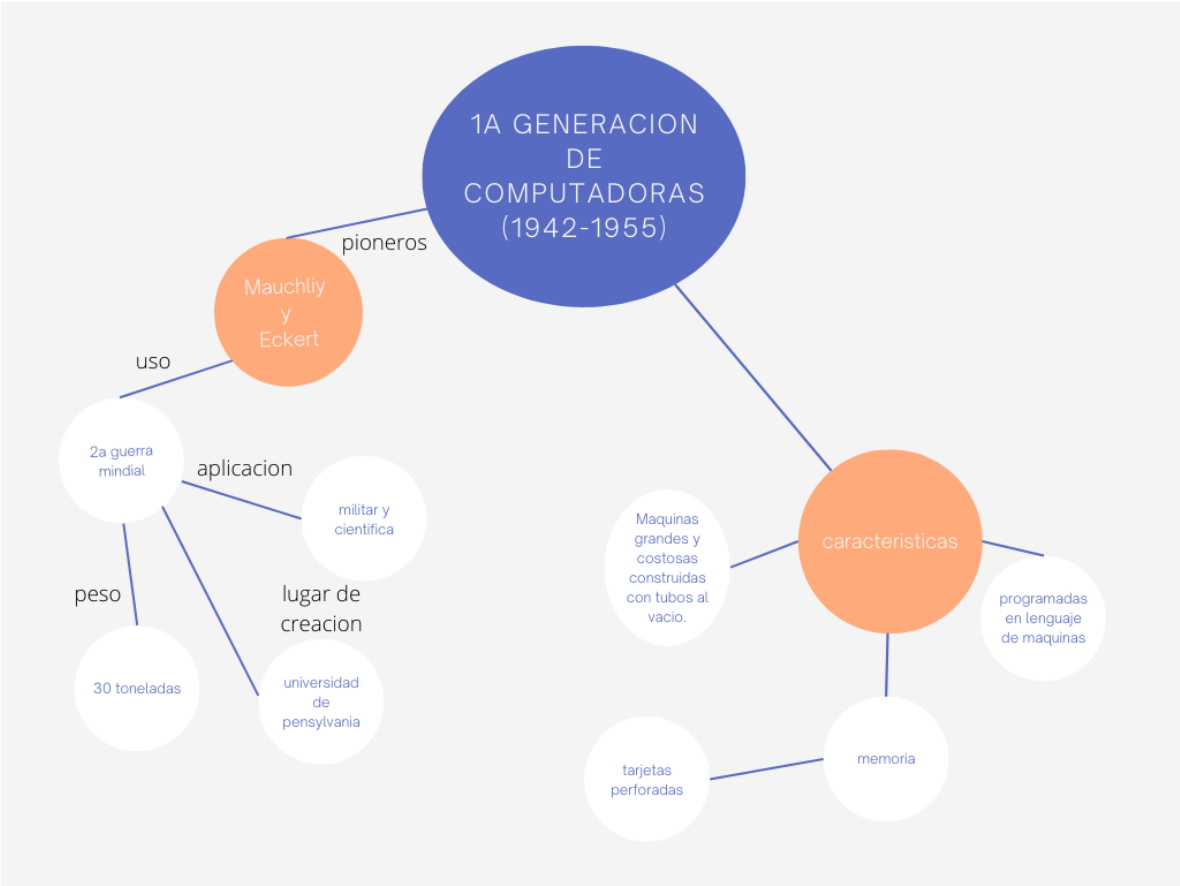 1A GENERACION
DE
COMPUTADORAS
(1942-1955)
pioneros
Mauchliy
y
Eckert
uso
2a guerra
mindial
aplicacion
militar y
cientifica
peso
30 toneladas
lugar de
creacion
universidad
de
pensylvania
caracteristicas
Maquinas
grandes y
costosas
construidas
con tubos al
vacio.
programadas
en lenguaje
de maquinas
memoria
tarjetas
perforadas